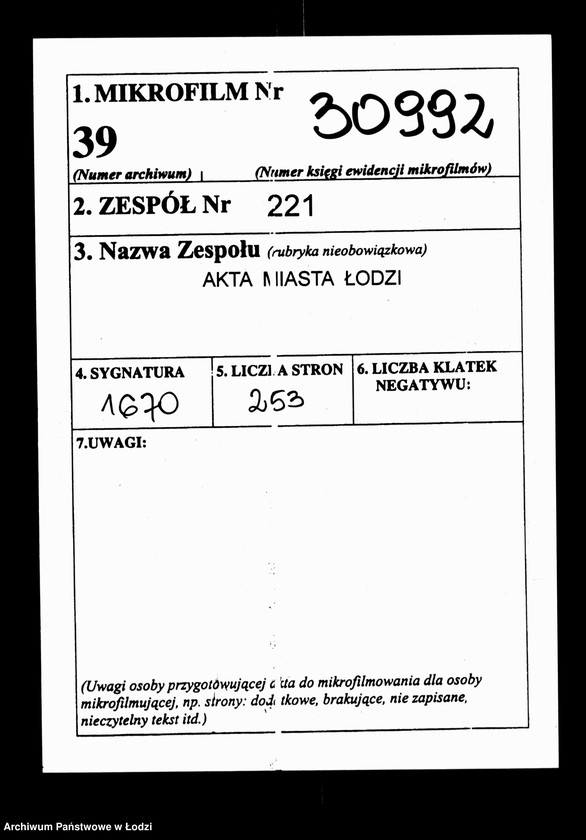 1. MIKROFILM Nr
30992
39
(Numer archiwum)
(Numer księgi ewidencji mikrofilmów)
2. ZESPÓŁ Nr 221
3. Nazwa Zespołu (rubryka nieobowiązkowa)
AKTA MIASTA ŁODZI
4. SYGNATURA
1670
5. LICZBA STRON
253
6. LICZBA KLATEK
NEGATYWU:
7.UWAGI:
(Uwagi osoby przygotowującej akta do mikrofilmowania dla osoby
mikrofilmującej, np. strony: dodatkowe, brakujące, nie zapisane,
nieczytelny tekst itd.)
Archiwum Państwowe w Łodzi